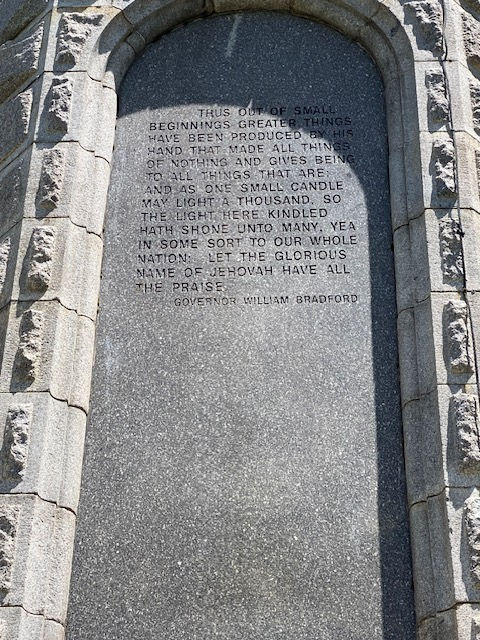 THUS OUT OF SMALL
BEGINNINGS GREATER THINGS
HAVE BEEN PRODUCED BY HIS
HAND THAT MADE ALL THINGS
OF NOTHING AND GIVES BEING
TO ALL THINGS THAT ARE;
AND AS ONE SMALL CANDLE
MAY LIGHT A THOUSAND, SO
THE LIGHT HERE KINDLED
HATH SHONE UNTO MANY, YEA
IN SOME SORT TO OUR WHOLE
NATION; LET THE GLORIOUS
NAME OF JEHOVAH HAVE ALL
THE PRAISE.
GOVERNOR WILLIAM BRADFORD